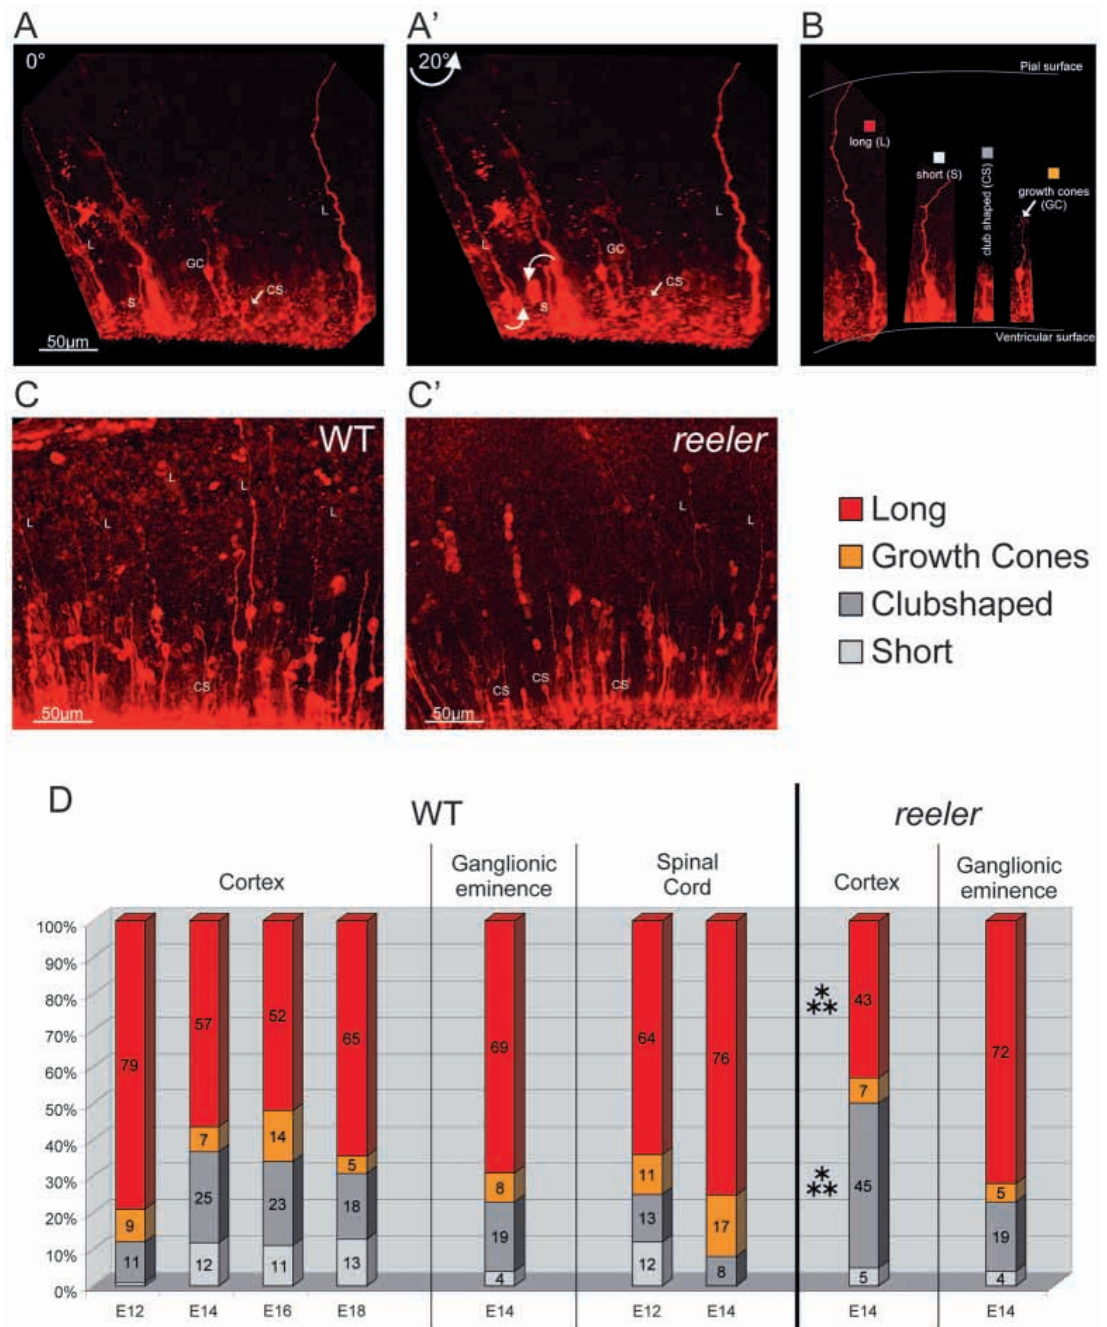 A
A'
B
0°
20°
L
L
GC
CS
S
50µm
L
L
GC
CS
S
Pial surface
long (L)
short (S)
club shaped (CS)
growth cones
(GC)
Ventricular surface
C
C'
WT
L
L
L
L
L
CS
50µm
reeler
L
L
CS
CS
CS
50µm
Long
Growth Cones
Clubshaped
Short
D
WT
reeler
Cortex
Ganglionic
eminence
Spinal
Cord
Cortex
Ganglionic
eminence
100%
90%
80%
70%
60%
50%
40%
30%
20%
10%
0%
79
9
11
57
7
25
12
52
14
23
11
65
5
18
13
69
8
19
4
64
11
13
12
76
17
8
***
***
43
7
45
5
72
5
19
4
E12
E14
E16
E18
E14
E12
E14
E14
E14